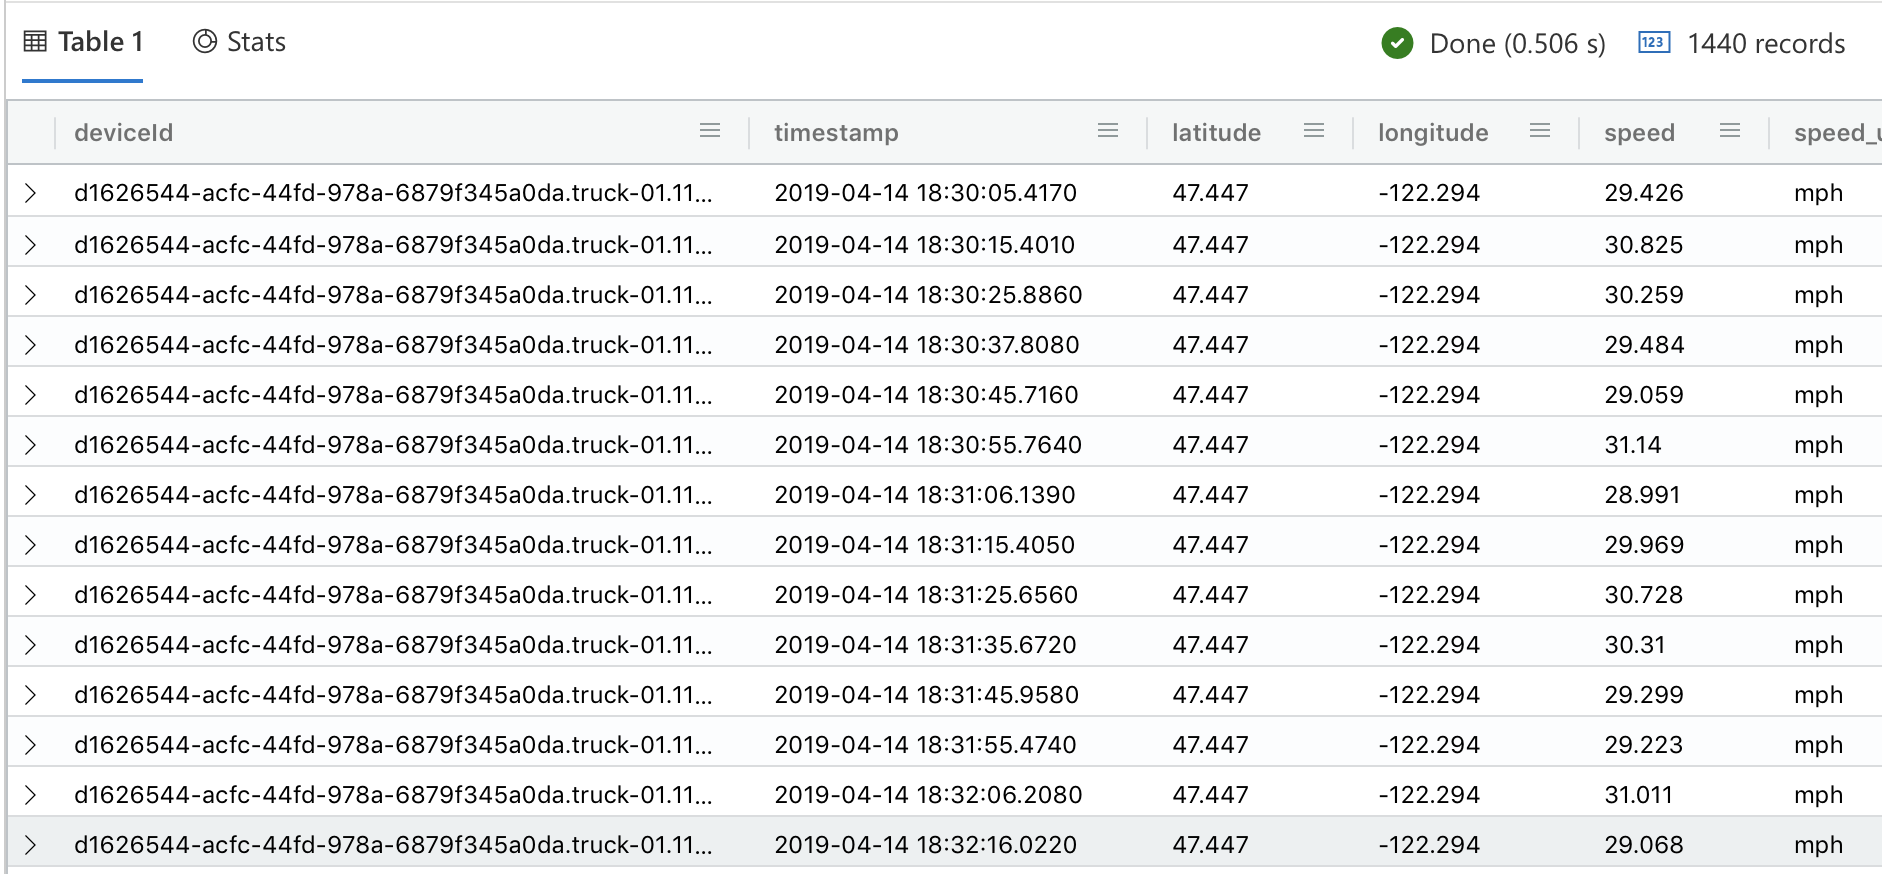 Table 1 Stats Done (0.506 s) 123 1440 records
deviceId timestamp latitude longitude speed speed_u
d1626544-acfc-44fd-978a-6879f345a0da.truck-01.11... 2019-04-14 18:30:05.4170 47.447 -122.294 29.426 mph
d1626544-acfc-44fd-978a-6879f345a0da.truck-01.11... 2019-04-14 18:30:15.4010 47.447 -122.294 30.825 mph
d1626544-acfc-44fd-978a-6879f345a0da.truck-01.11... 2019-04-14 18:30:25.8860 47.447 -122.294 30.259 mph
d1626544-acfc-44fd-978a-6879f345a0da.truck-01.11... 2019-04-14 18:30:37.8080 47.447 -122.294 29.484 mph
d1626544-acfc-44fd-978a-6879f345a0da.truck-01.11... 2019-04-14 18:30:45.7160 47.447 -122.294 29.059 mph
d1626544-acfc-44fd-978a-6879f345a0da.truck-01.11... 2019-04-14 18:30:55.7640 47.447 -122.294 31.14 mph
d1626544-acfc-44fd-978a-6879f345a0da.truck-01.11... 2019-04-14 18:31:06.1390 47.447 -122.294 28.991 mph
d1626544-acfc-44fd-978a-6879f345a0da.truck-01.11... 2019-04-14 18:31:15.4050 47.447 -122.294 29.969 mph
d1626544-acfc-44fd-978a-6879f345a0da.truck-01.11... 2019-04-14 18:31:25.6560 47.447 -122.294 30.728 mph
d1626544-acfc-44fd-978a-6879f345a0da.truck-01.11... 2019-04-14 18:31:35.6720 47.447 -122.294 30.31 mph
d1626544-acfc-44fd-978a-6879f345a0da.truck-01.11... 2019-04-14 18:31:45.9580 47.447 -122.294 29.299 mph
d1626544-acfc-44fd-978a-6879f345a0da.truck-01.11... 2019-04-14 18:31:55.4740 47.447 -122.294 29.223 mph
d1626544-acfc-44fd-978a-6879f345a0da.truck-01.11... 2019-04-14 18:32:06.2080 47.447 -122.294 31.011 mph
d1626544-acfc-44fd-978a-6879f345a0da.truck-01.11... 2019-04-14 18:32:16.0220 47.447 -122.294 29.068 mph